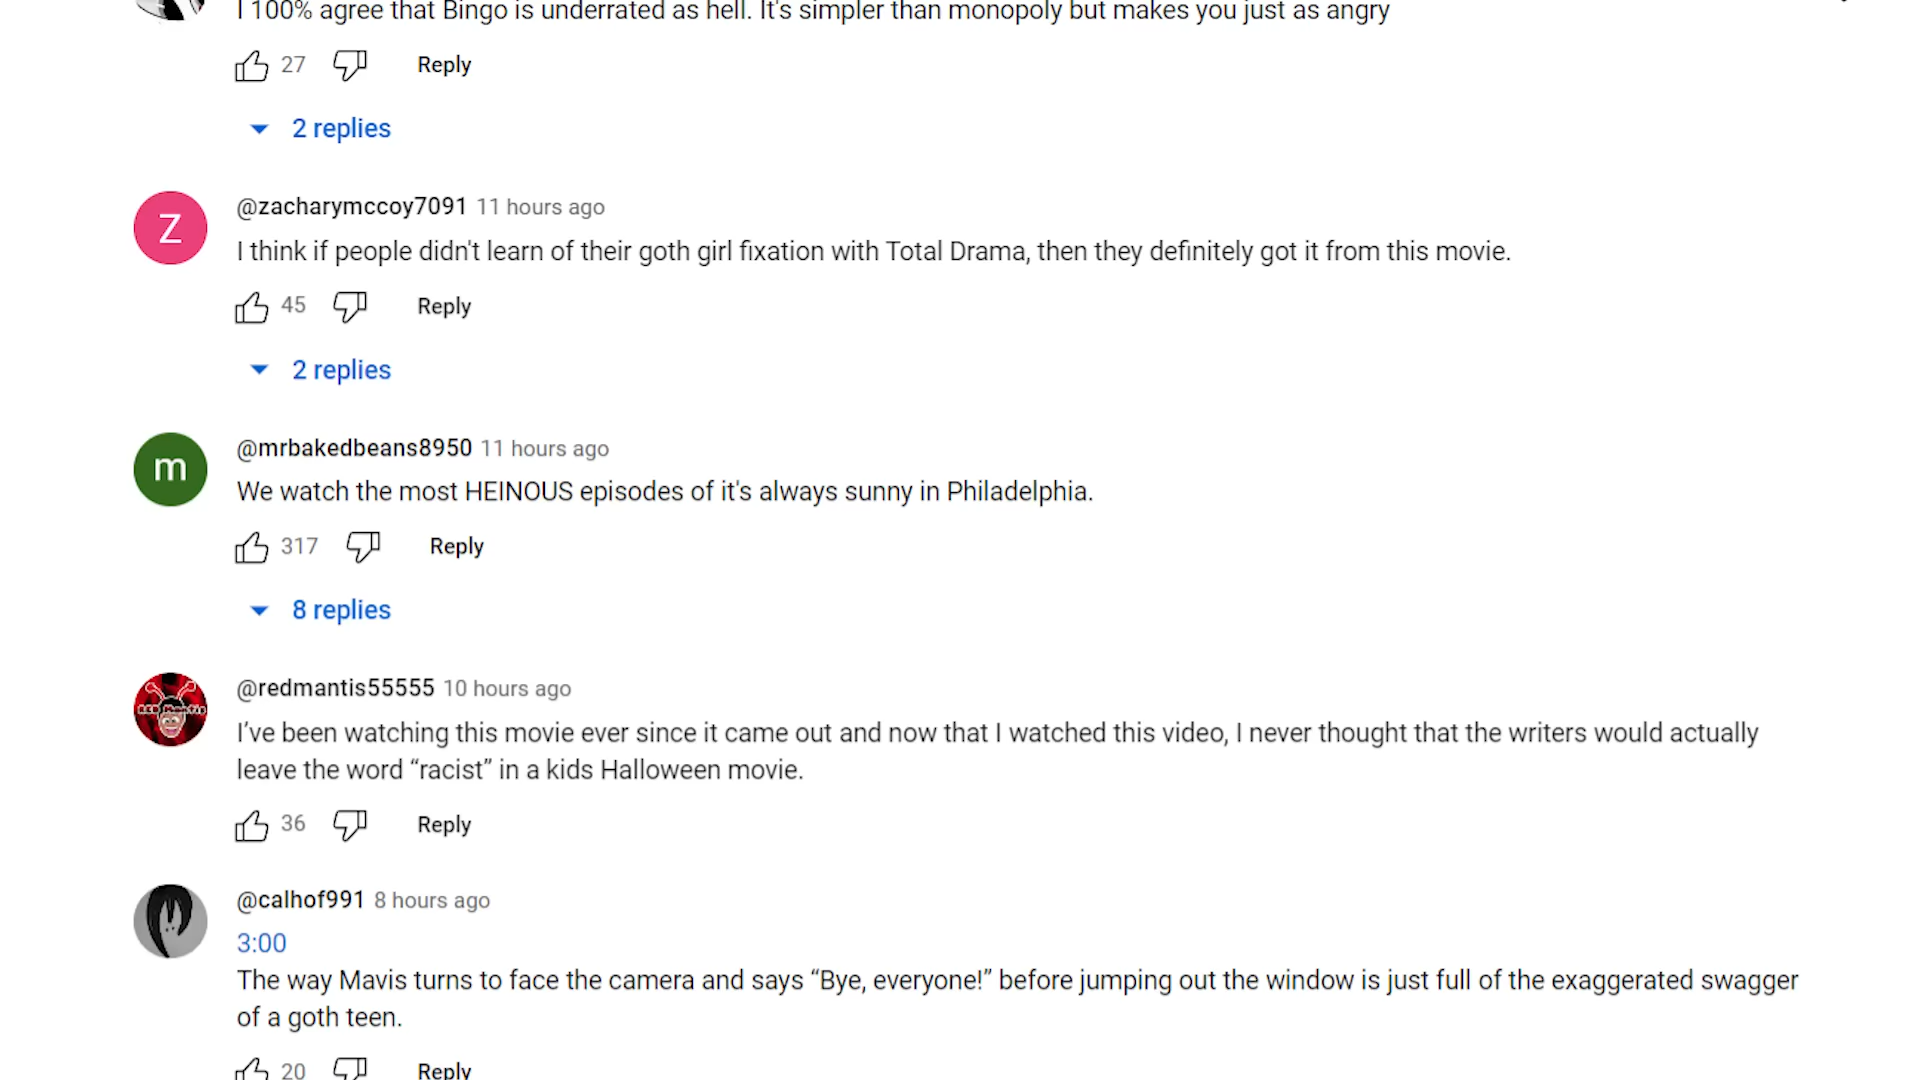 I 100% agree that Bingo is underrated as hell. It's simpler than monopoly but makes you just as angry
27 Reply
2 replies
Z
@zacharymccoy7091 11 hours ago
I think if people didn't learn of their goth girl fixation with Total Drama, then they definitely got it from this movie.
45 Reply
2 replies
m
@mrbakedbeans8950 11 hours ago
We watch the most HEINOUS episodes of it's always sunny in Philadelphia.
317 Reply
8 replies
Red Mantis
@redmantis55555 10 hours ago
I’ve been watching this movie ever since it came out and now that I watched this video, I never thought that the writers would actually
leave the word “racist” in a kids Halloween movie.
36 Reply
@calhof991 8 hours ago
3:00
The way Mavis turns to face the camera and says “Bye, everyone!” before jumping out the window is just full of the exaggerated swagger
of a goth teen.
20 Reply